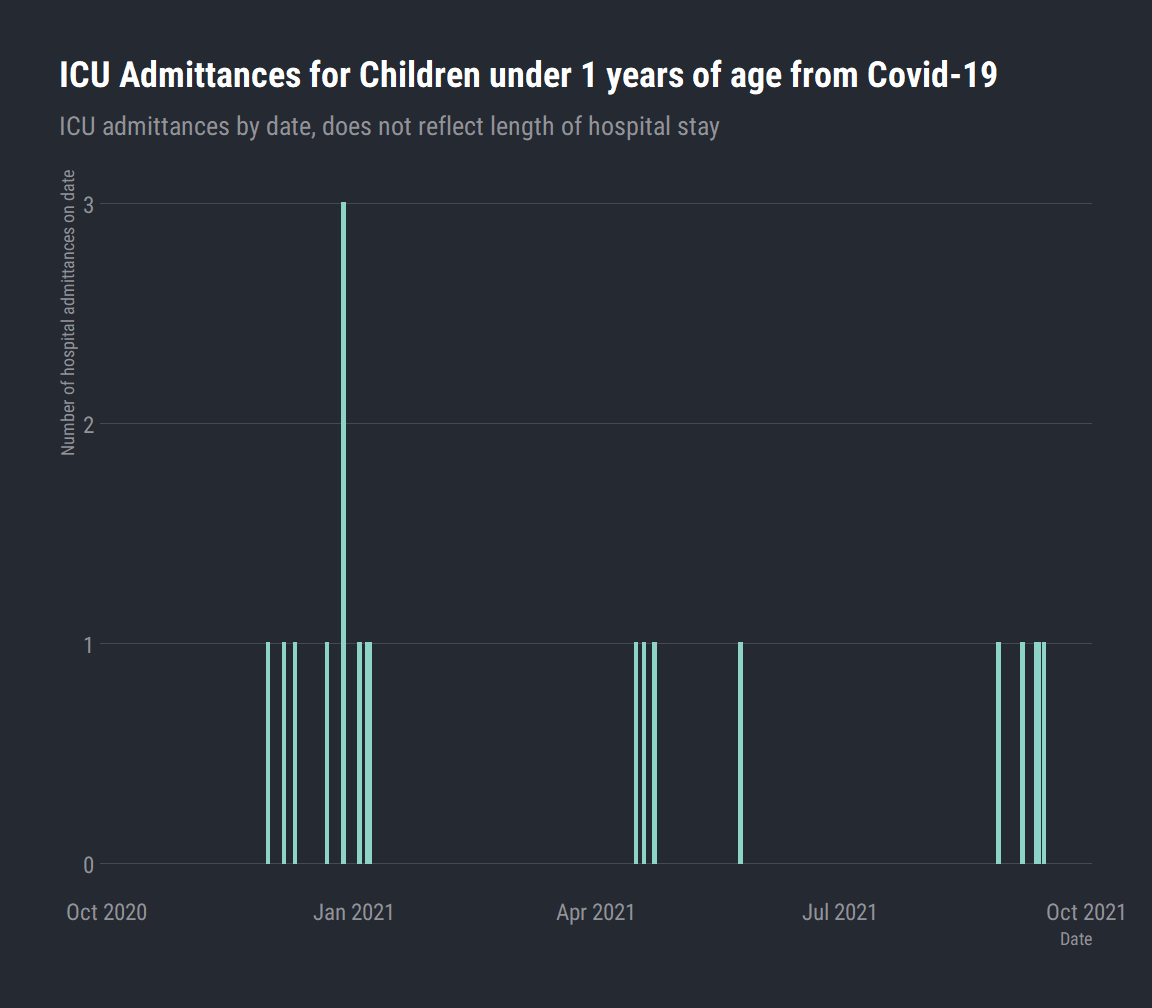 ICU Admittances for Children under 1 years of age from Covid-19
ICU admittances by date, does not reflect length of hospital stay
Number of hospital admittances on date
3
2
1
0
Oct 2020 Jan 2021 Apr 2021 Jul 2021 Oct 2021
Date